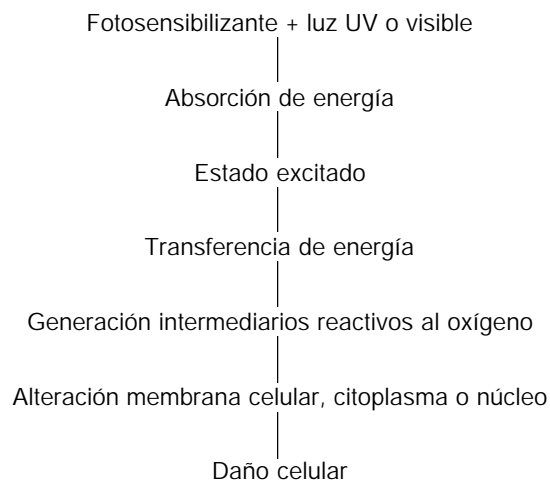 Fotosensibilizante + luz UV o visible
Absorción de energía
Estado excitado
Transferencia de energía
Generación intermediarios reactivos al oxígeno
Alteración membrana celular, citoplasma o núcleo
Daño celular